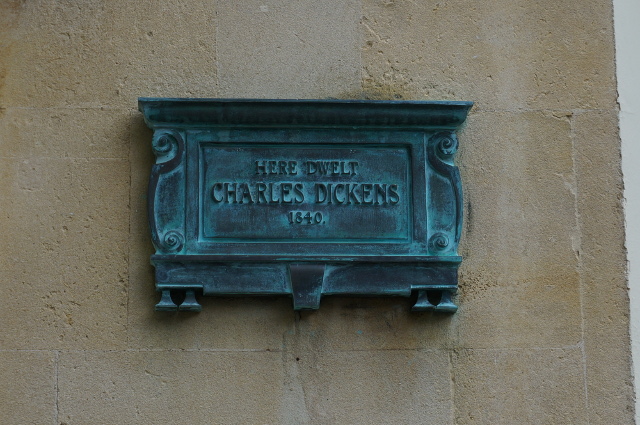 HERE DWELT
CHARLES DICKENS
1840.